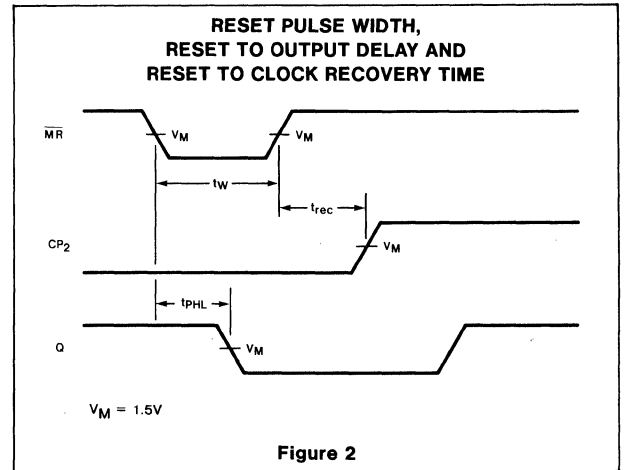 RESET PULSE WIDTH,
RESET TO OUTPUT DELAY AND
RESET TO CLOCK RECOVERY TIME
M̅R̅
VM
VM
tW
trec
CP2
VM
tPHL
Q
VM
VM = 1.5V
Figure 2